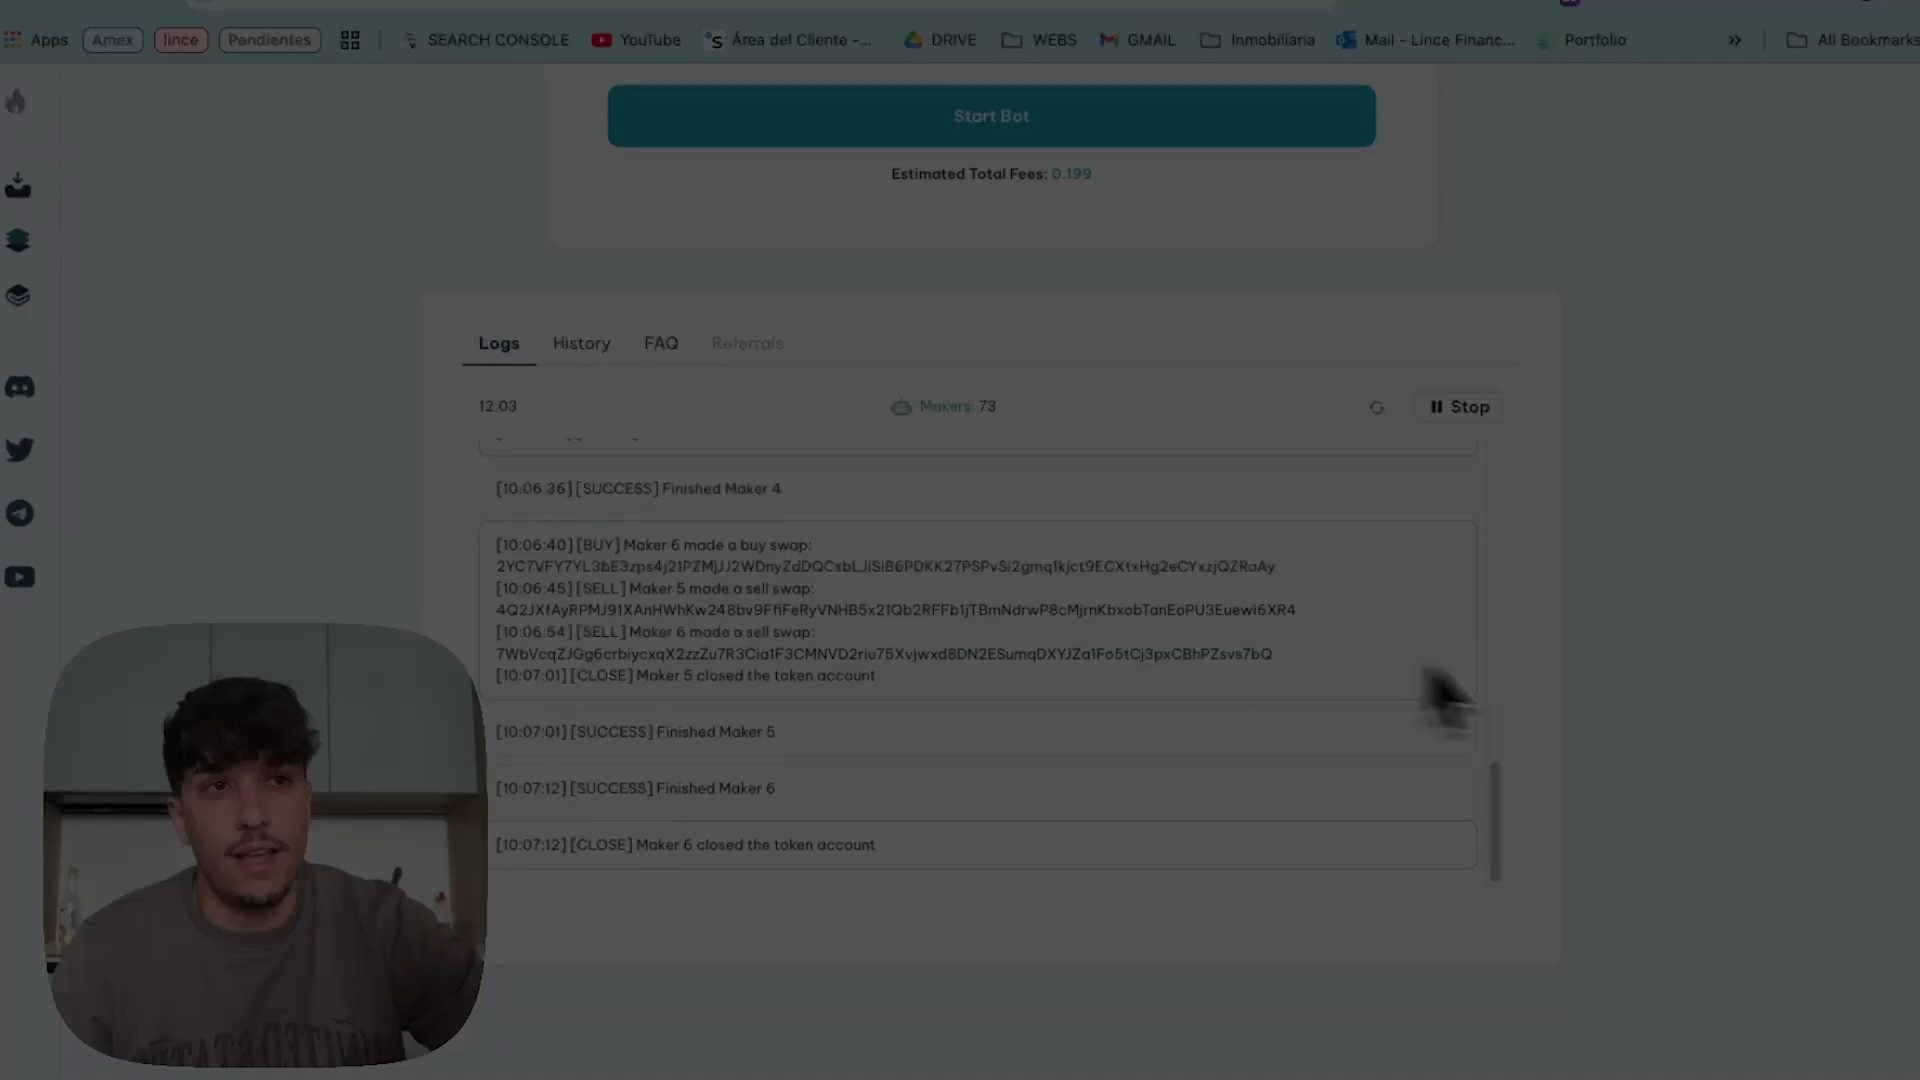 Apps Amex lince Pendientes SEARCH CONSOLE YouTube Área del Cliente -... DRIVE WEBS GMAIL Inmobiliaria Mail - Lince Financ... Portfolio » All Bookmarks
Start Bot
Estimated Total Fees: 0.199
Logs History FAQ Referrals
12:03 Makers: 73 Stop
[10:06:36] [SUCCESS] Finished Maker 4
[10:06:40] [BUY] Maker 6 made a buy swap:
[10:06:45] [SELL] Maker 5 made a sell swap:
[10:06:54] [SELL] Maker 6 made a sell swap:
[10:07:01] [CLOSE] Maker 5 closed the token account
[10:07:01] [SUCCESS] Finished Maker 5
[10:07:12] [SUCCESS] Finished Maker 6
[10:07:12] [CLOSE] Maker 6 closed the token account
UNITED STATES